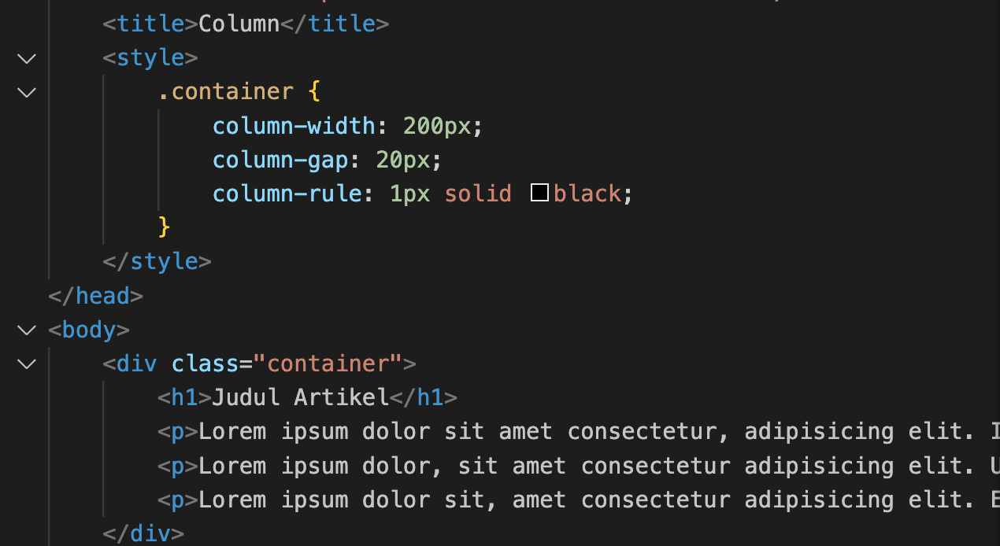 <title>Column</title>
<style>
.container {
column-width: 200px;
column-gap: 20px;
column-rule: 1px solid black;
}
</style>
</head>
<body>
<div class="container">
<h1>Judul Artikel</h1>
<p>Lorem ipsum dolor sit amet consectetur, adipisicing elit.
<p>Lorem ipsum dolor, sit amet consectetur adipisicing elit.
<p>Lorem ipsum dolor sit, amet consectetur adipisicing elit.
</div>